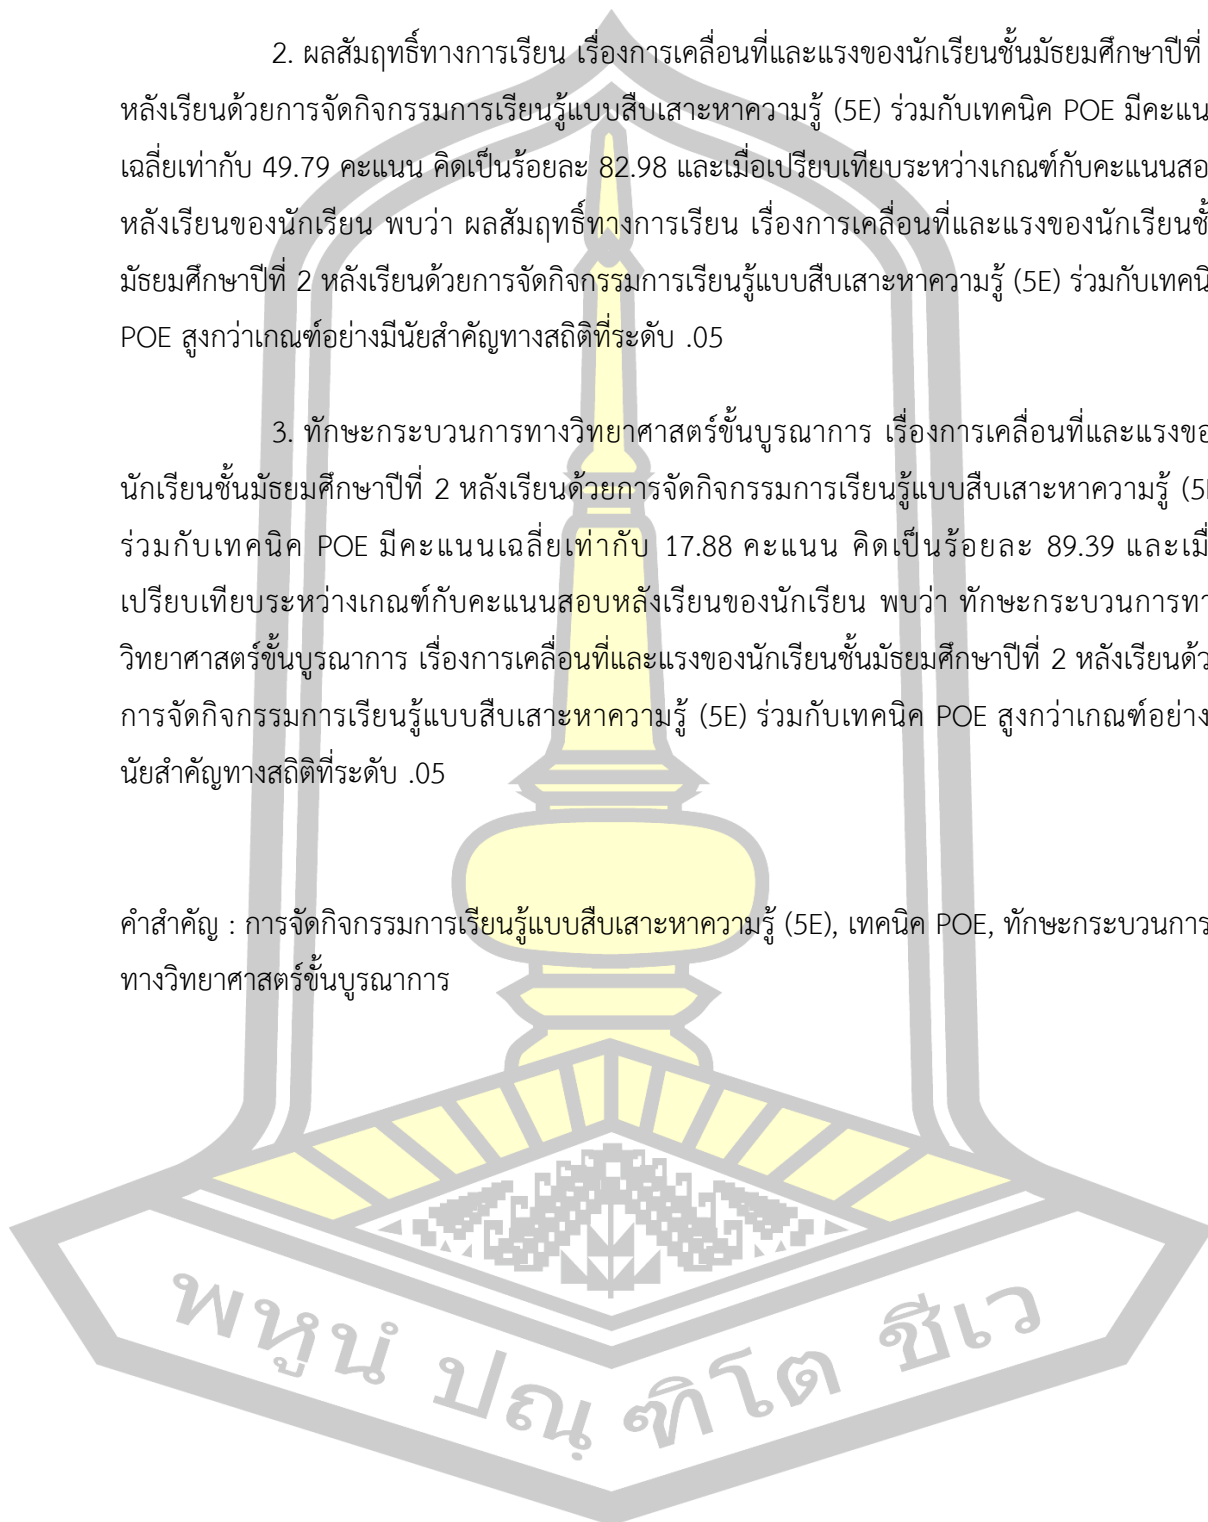 2. ผลสัมฤทธิ์ทางการเรียน เรื่องการเคลื่อนที่และแรงของนักเรียนชั้นมัธยมศึกษาปีที่
หลังเรียนด้วยการจัดกิจกรรมการเรียนรู้แบบสืบเสาะหาความรู้ (5E) ร่วมกับเทคนิค POE มีคะแน
เฉลี่ยเท่ากับ 49.79 คะแนน คิดเป็นร้อยละ 82.98 และเมื่อเปรียบเทียบระหว่างเกณฑ์กับคะแนนสอ
หลังเรียนของนักเรียน พบว่า ผลสัมฤทธิ์ทางการเรียน เรื่องการเคลื่อนที่และแรงของนักเรียนชั้
มัธยมศึกษาปีที่ 2 หลังเรียนด้วยการจัดกิจกรรมการเรียนรู้แบบสืบเสาะหาความรู้ (5E) ร่วมกับเทคนิ
POE สูงกว่าเกณฑ์อย่างมีนัยสำคัญทางสถิติที่ระดับ .05
3. ทักษะกระบวนการทางวิทยาศาสตร์ขั้นบูรณาการ เรื่องการเคลื่อนที่และแรงขอ
นักเรียนชั้นมัธยมศึกษาปีที่ 2 หลังเรียนด้วยการจัดกิจกรรมการเรียนรู้แบบสืบเสาะหาความรู้ (5E
ร่วมกับเทคนิค POE มีคะแนนเฉลี่ยเท่ากับ 17.88 คะแนน คิดเป็นร้อยละ 89.39 และเมื่
เปรียบเทียบระหว่างเกณฑ์กับคะแนนสอบหลังเรียนของนักเรียน พบว่า ทักษะกระบวนการทา
วิทยาศาสตร์ขั้นบูรณาการ เรื่องการเคลื่อนที่และแรงของนักเรียนชั้นมัธยมศึกษาปีที่ 2 หลังเรียนด้ว
การจัดกิจกรรมการเรียนรู้แบบสืบเสาะหาความรู้ (5E) ร่วมกับเทคนิค POE สูงกว่าเกณฑ์อย่าง
นัยสำคัญทางสถิติที่ระดับ .05
คำสำคัญ : การจัดกิจกรรมการเรียนรู้แบบสืบเสาะหาความรู้ (5E), เทคนิค POE, ทักษะกระบวนการ
ทางวิทยาศาสตร์ขั้นบูรณาการ
พหูนํ ปณฺฑิโต ชีเว